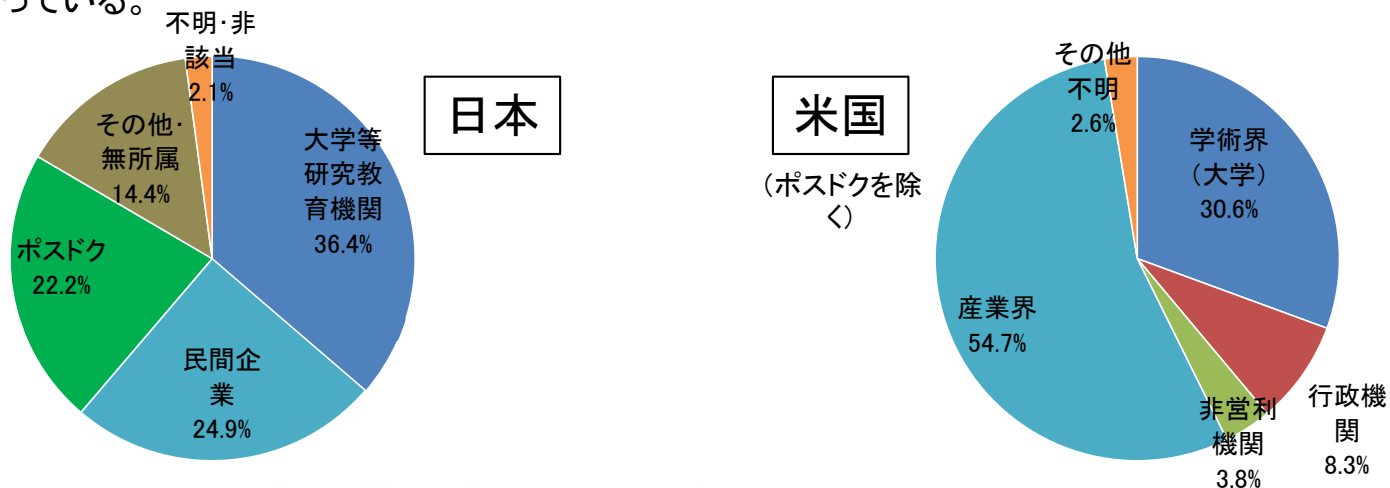 っている。
不明・非
該当
2.1%
その他・
無所属
14.4%
ポスドク
22.2%
民間企
業
24.9%
大学等
研究教
育機関
36.4%
日本
米国
（ポスドクを除
く）
その他
不明
2.6%
学術界
（大学）
30.6%
産業界
54.7%
非営利
機関
3.8%
行政機
関
8.3%